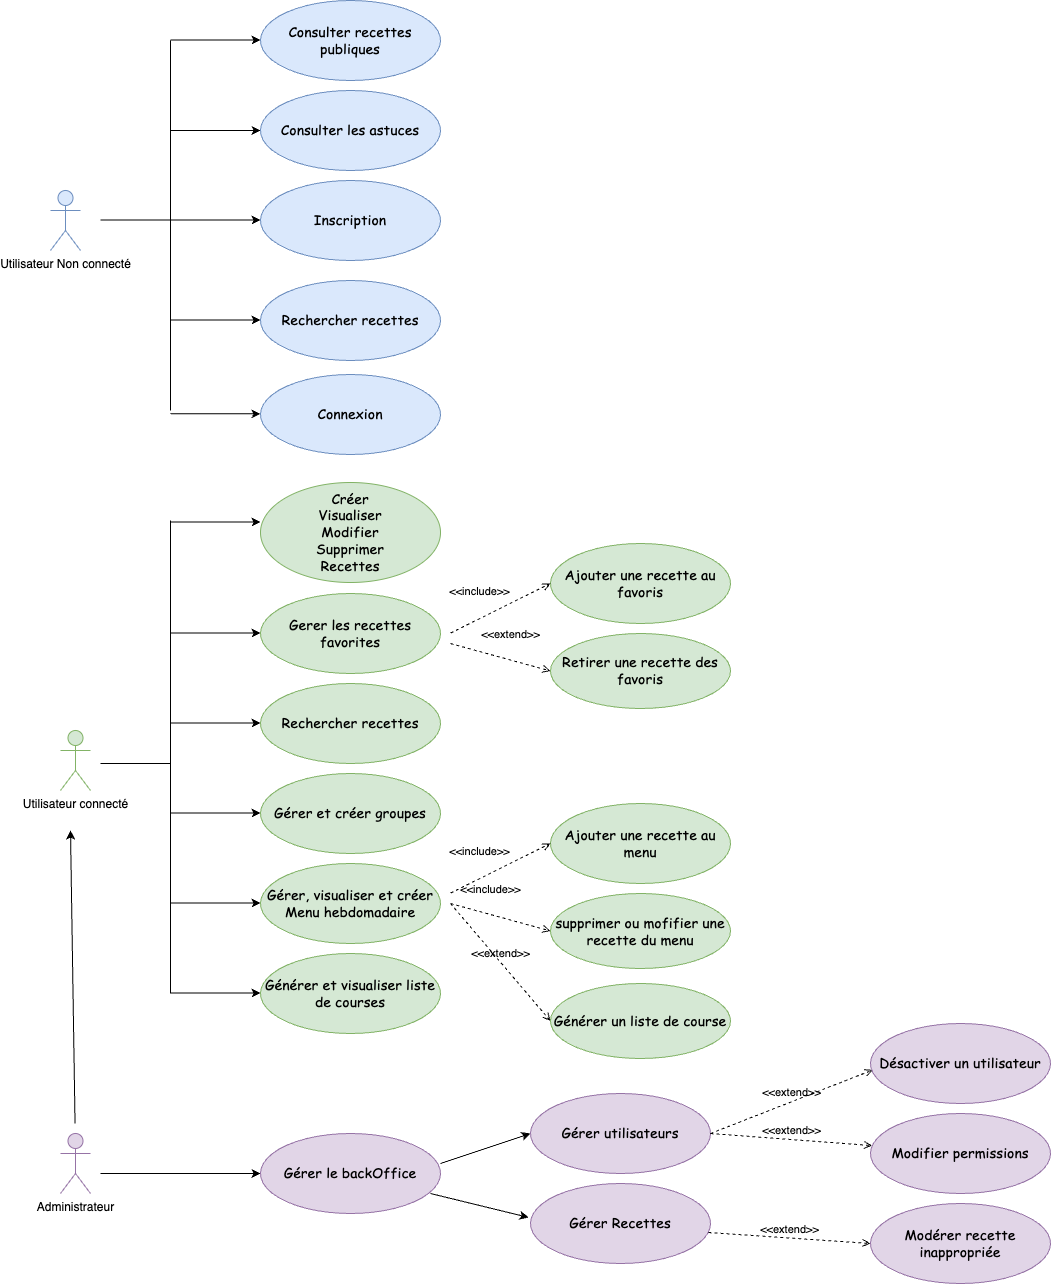 Consulter recettes
publiques
Consulter les astuces
Inscription
Utilisateur Non connecté
Rechercher recettes
Connexion
Créer
Visualiser
Modifier
Supprimer
Recettes
Gerer les recettes
favorites
<<include>>
Ajouter une recette au
favoris
<<extend>>
Retirer une recette des
favoris
Rechercher recettes
Utilisateur connecté
Gérer et créer groupes
Gérer, visualiser et créer
Menu hebdomadaire
<<include>>
Ajouter une recette au
menu
<<include>>
supprimer ou mofifier une
recette du menu
<<extend>>
Générer un liste de course
Générer et visualiser liste
de courses
Administrateur
Gérer le backOffice
Gérer utilisateurs
<<extend>>
Désactiver un utilisateur
<<extend>>
Modifier permissions
Gérer Recettes
<<extend>>
Modérer recette
inappropriée